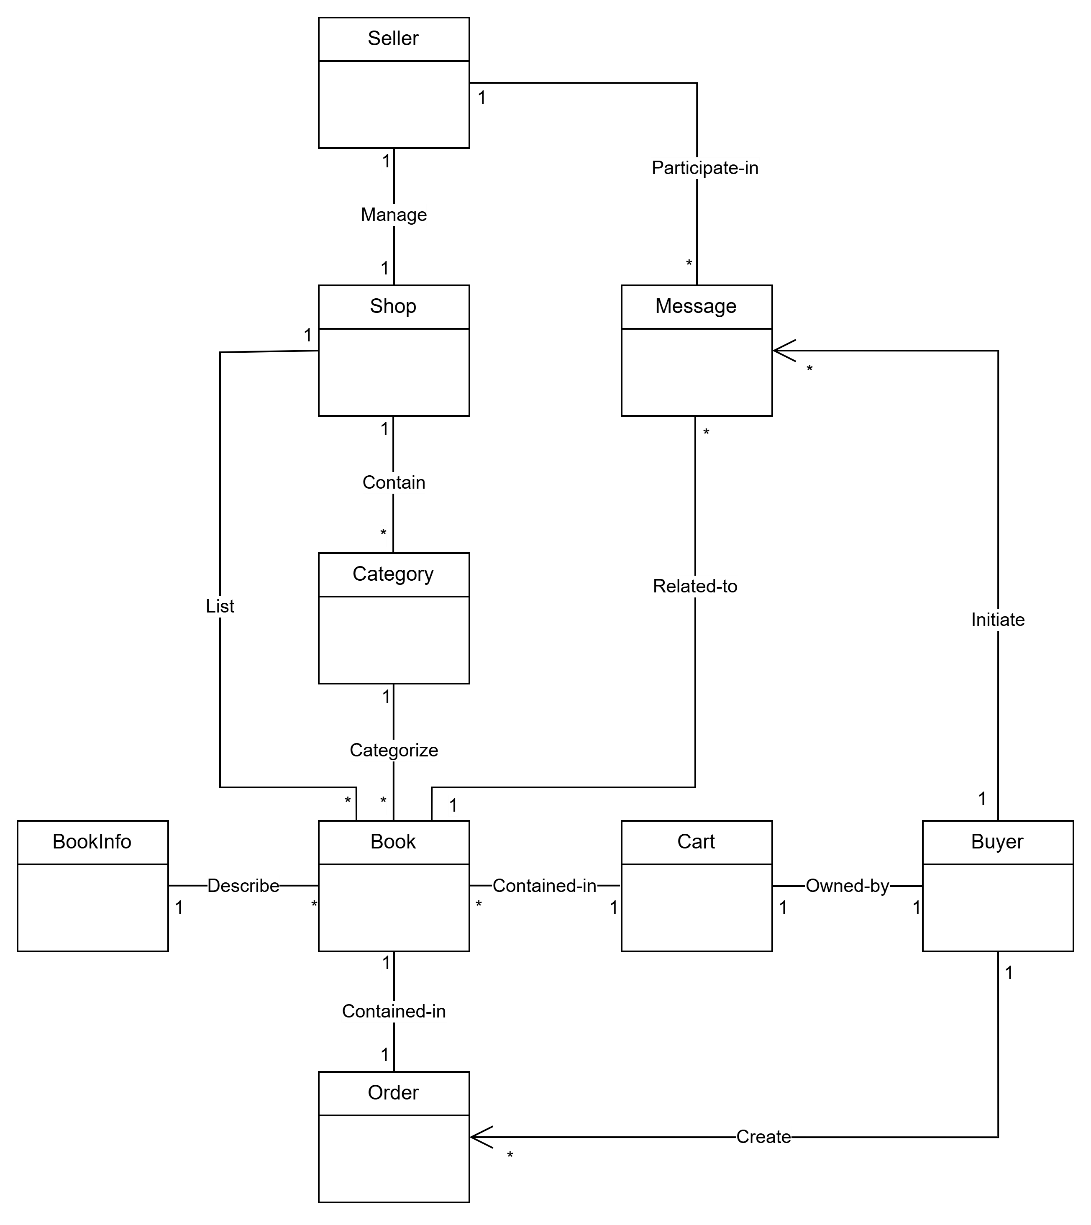 Seller
1
1
Participate-in
Manage
1
*
Shop
Message
1
*
1
*
Contain
*
Category
Related-to
List
Initiate
1
Categorize
*
*
1
1
BookInfo
Book
Cart
Buyer
Describe
Contained-in
Owned-by
1
*
*
1
1
1
1
1
Contained-in
1
Order
Create
*